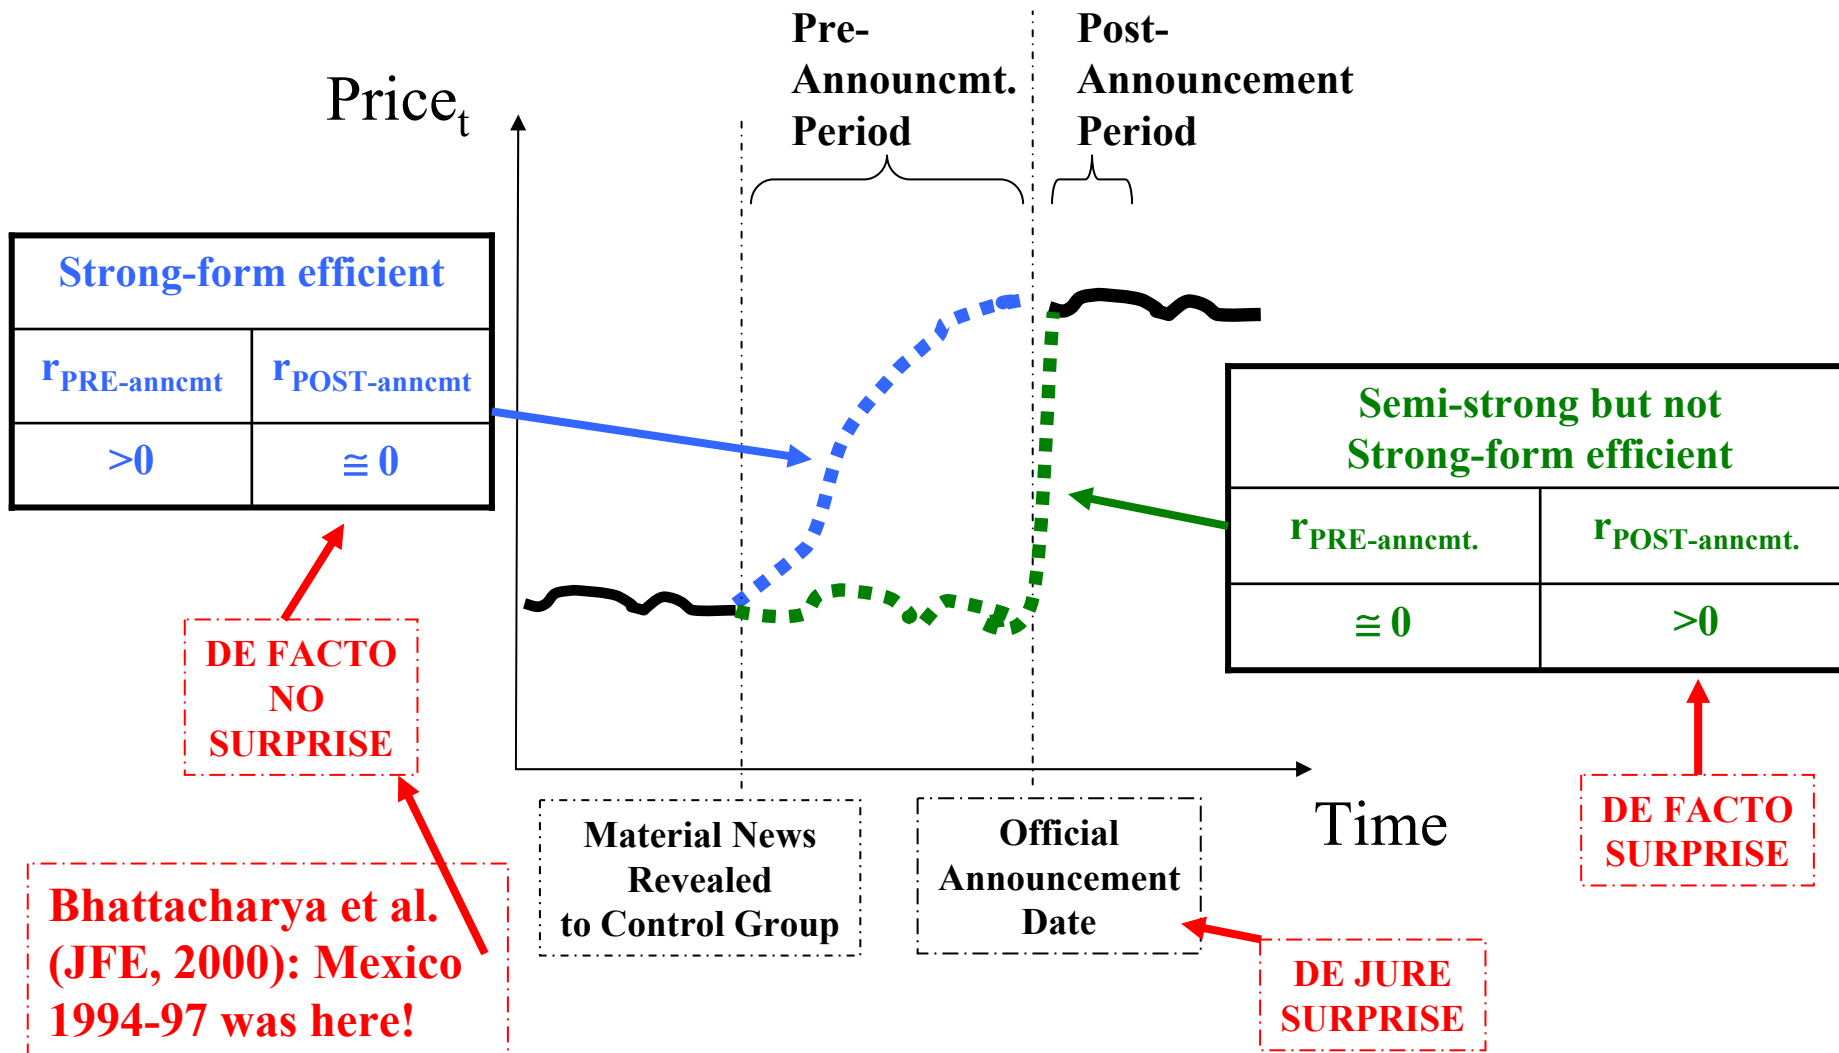 Pre-
Announcmt.
Period
Post-
Announcement
Period
Price_t
Strong-form efficient
r_PRE-anncmt
r_POST-anncmt
>0
≅ 0
Semi-strong but not
Strong-form efficient
r_PRE-anncmt.
r_POST-anncmt.
≅ 0
>0
DE FACTO
NO
SURPRISE
Material News
Revealed
to Control Group
Official
Announcement
Date
Time
DE FACTO
SURPRISE
Bhattacharya et al.
(JFE, 2000): Mexico
1994-97 was here!
DE JURE
SURPRISE